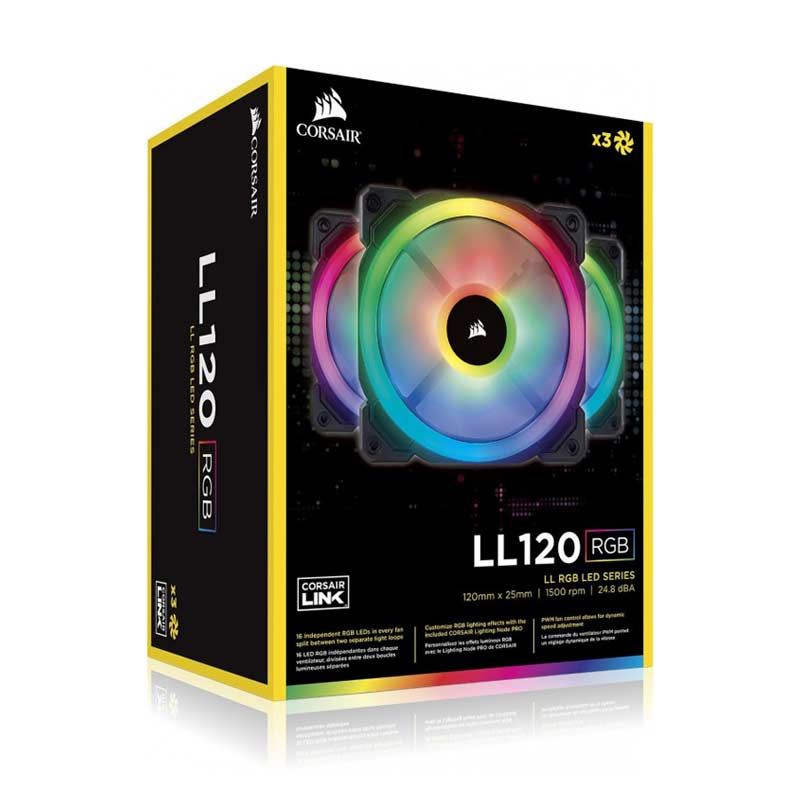 CORSAIR
LL120 RGB
LL RGB LED SERIES
x3
CORSAIR
LINK
CORSAIR
x3
LL120 RGB
LL RGB LED SERIES
120mm x 25mm | 1500 rpm | 24.8 dBA
CORSAIR
LINK
16 independent RGB LEDs in every fan
split between two separate light loops
16 LED RGB indépendantes dans chaque
ventilateur, divisées entre deux boucles
lumineuses séparées
Customize RGB lighting effects with the
included CORSAIR Lighting Node PRO
Personnalisez les effets lumineux RGB
avec le Lighting Node PRO de CORSAIR
PWM fan control allows for dynamic
speed adjustment
La commande du ventilateur PWM permet
un réglage dynamique de la vitesse